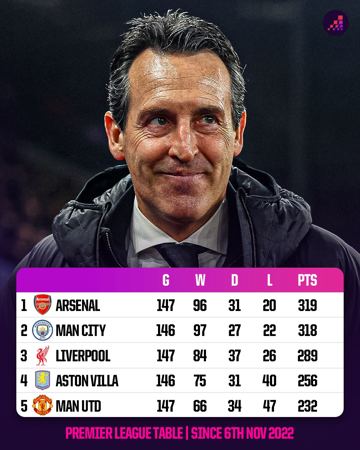 G W D L PTS
1 ARSENAL 147 96 31 20 319
2 MAN CITY 146 97 27 22 318
3 LIVERPOOL 147 84 37 26 289
4 ASTON VILLA 146 75 31 40 256
5 MAN UTD 147 66 34 47 232
PREMIER LEAGUE TABLE | SINCE 6TH NOV 2022